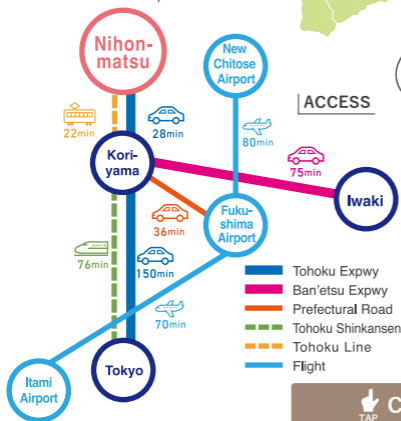 Nihon-
matsu
New
Chitose
Airport
ACCESS
22min
28min
80min
75min
Kori-
yama
Iwaki
Fuku-
shima
Airport
36min
76min
150min
70min
Tohoku Expwy
Ban'etsu Expwy
Prefectural Road
Tohoku Shinkansen
Tohoku Line
Flight
Tokyo
Itami
Airport
TAP
C